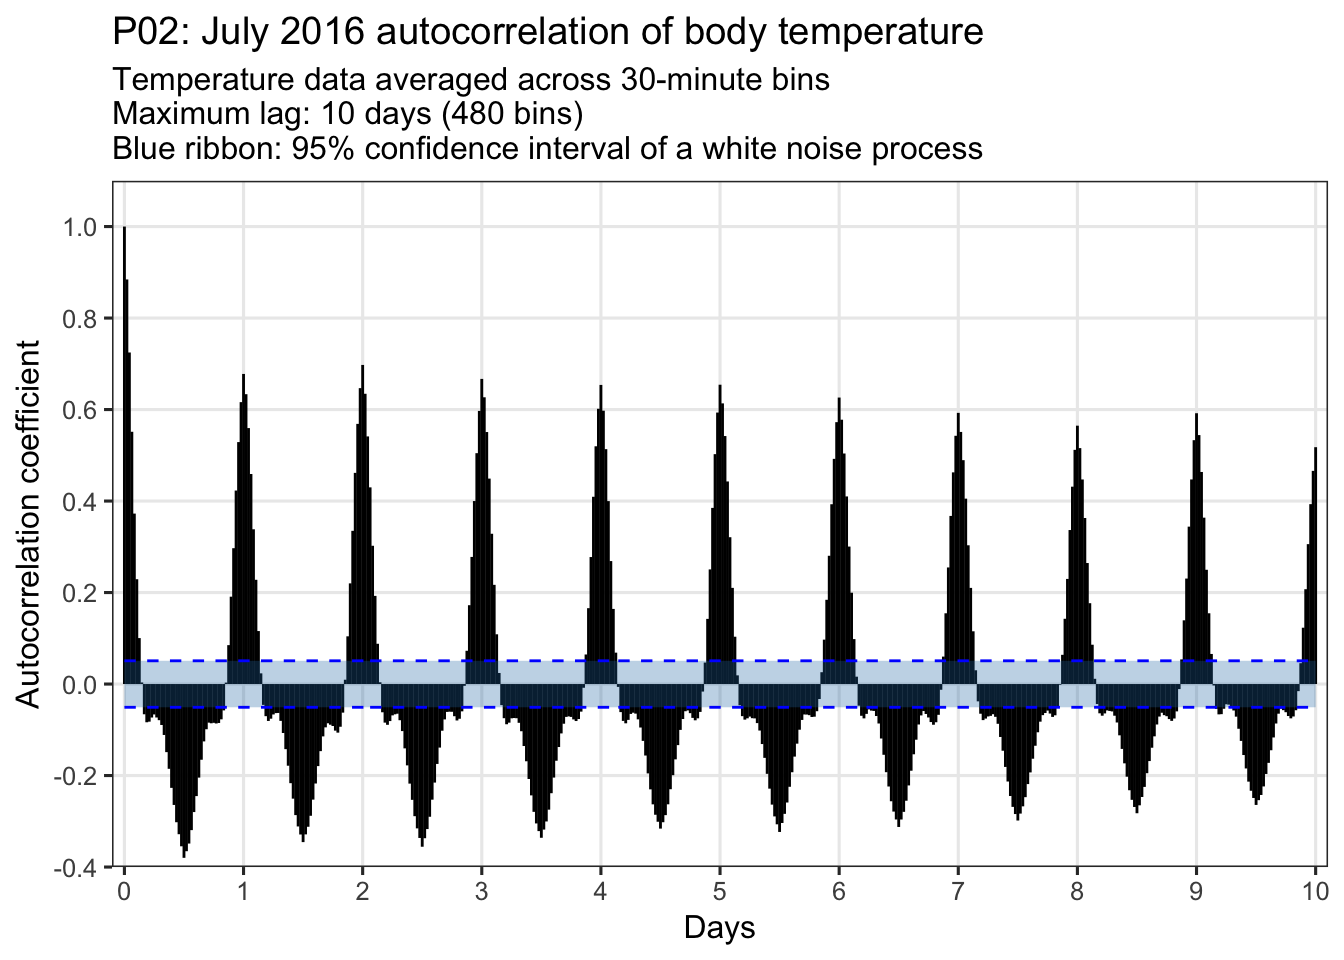 P02: July 2016 autocorrelation of body temperature
Temperature data averaged across 30-minute bins
Maximum lag: 10 days (480 bins)
Blue ribbon: 95% confidence interval of a white noise process
Autocorrelation coefficient
1.0
0.8
0.6
0.4
0.2
0.0
-0.2
-0.4
0 1 2 3 4 5 6 7 8 9 10
Days